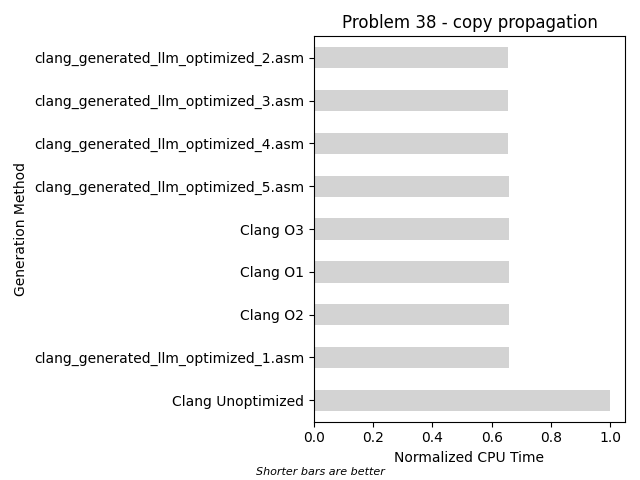 Problem 38 - copy propagation
clang_generated_llm_optimized_2.asm
clang_generated_llm_optimized_3.asm
clang_generated_llm_optimized_4.asm
clang_generated_llm_optimized_5.asm
Clang O3
Clang O1
Clang O2
clang_generated_llm_optimized_1.asm
Clang Unoptimized
Generation Method
0.0 0.2 0.4 0.6 0.8 1.0
Normalized CPU Time
Shorter bars are better